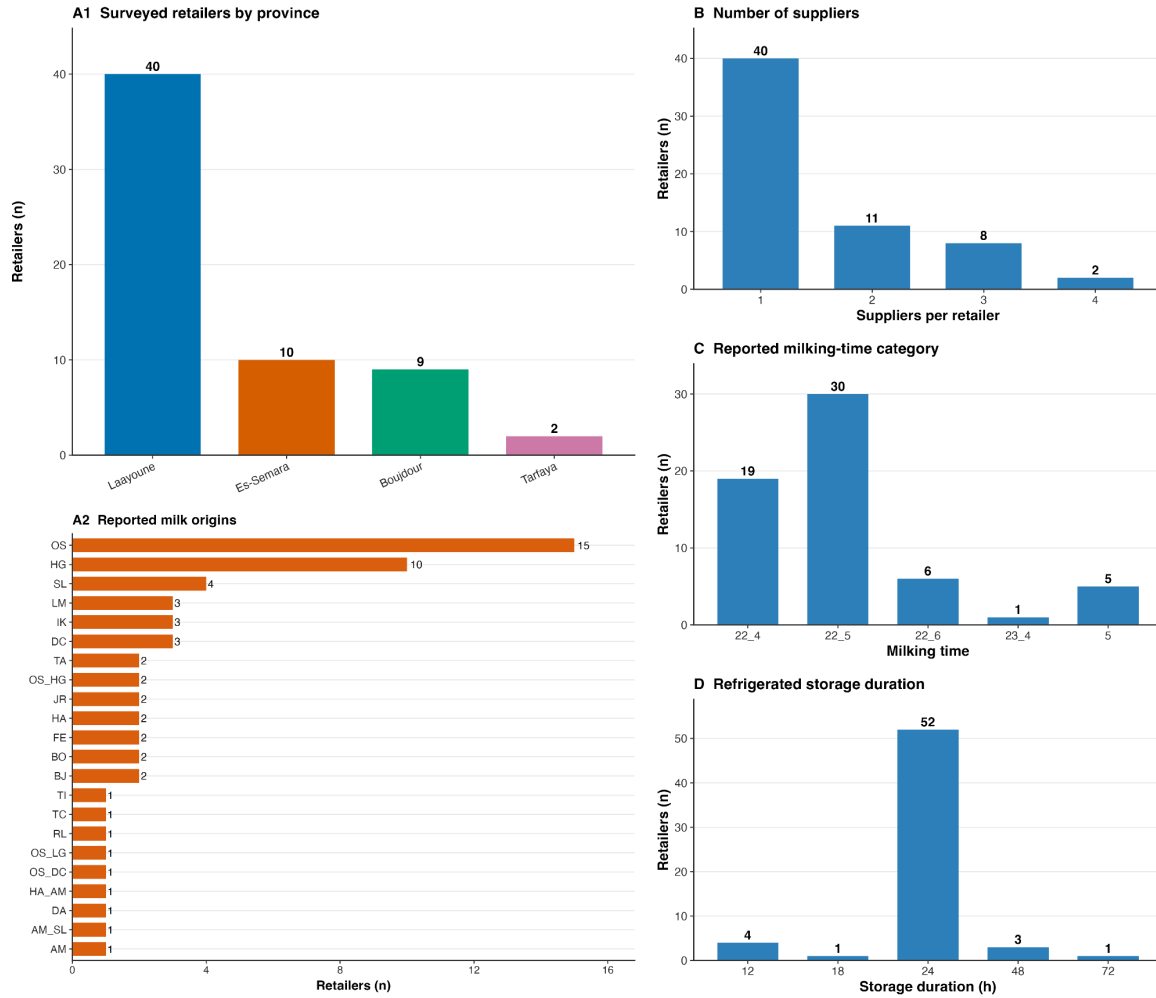 A1 Surveyed retailers by province
Retailers (n)
40
30
20
10
0
40
10
9
2
Laayoune
Es-Semara
Boujdour
Tarfaya
A2 Reported milk origins
OS 15
HG 10
SL 4
LM 3
IK 3
DC 3
TA 2
OS_HG 2
JR 2
HA 2
FE 2
BO 2
BJ 2
TI 1
TC 1
RL 1
OS_LG 1
OS_DC 1
HA_AM 1
DA 1
AM_SL 1
AM 1
0 4 8 12 16
Retailers (n)
B Number of suppliers
Retailers (n)
40
30
20
10
0
40
11
8
2
1 2 3 4
Suppliers per retailer
C Reported milking-time category
Retailers (n)
30
20
10
0
19
30
6
1
5
22_4 22_5 22_6 23_4 5
Milking time
D Refrigerated storage duration
Retailers (n)
50
40
30
20
10
0
4
1
52
3
1
12 18 24 48 72
Storage duration (h)